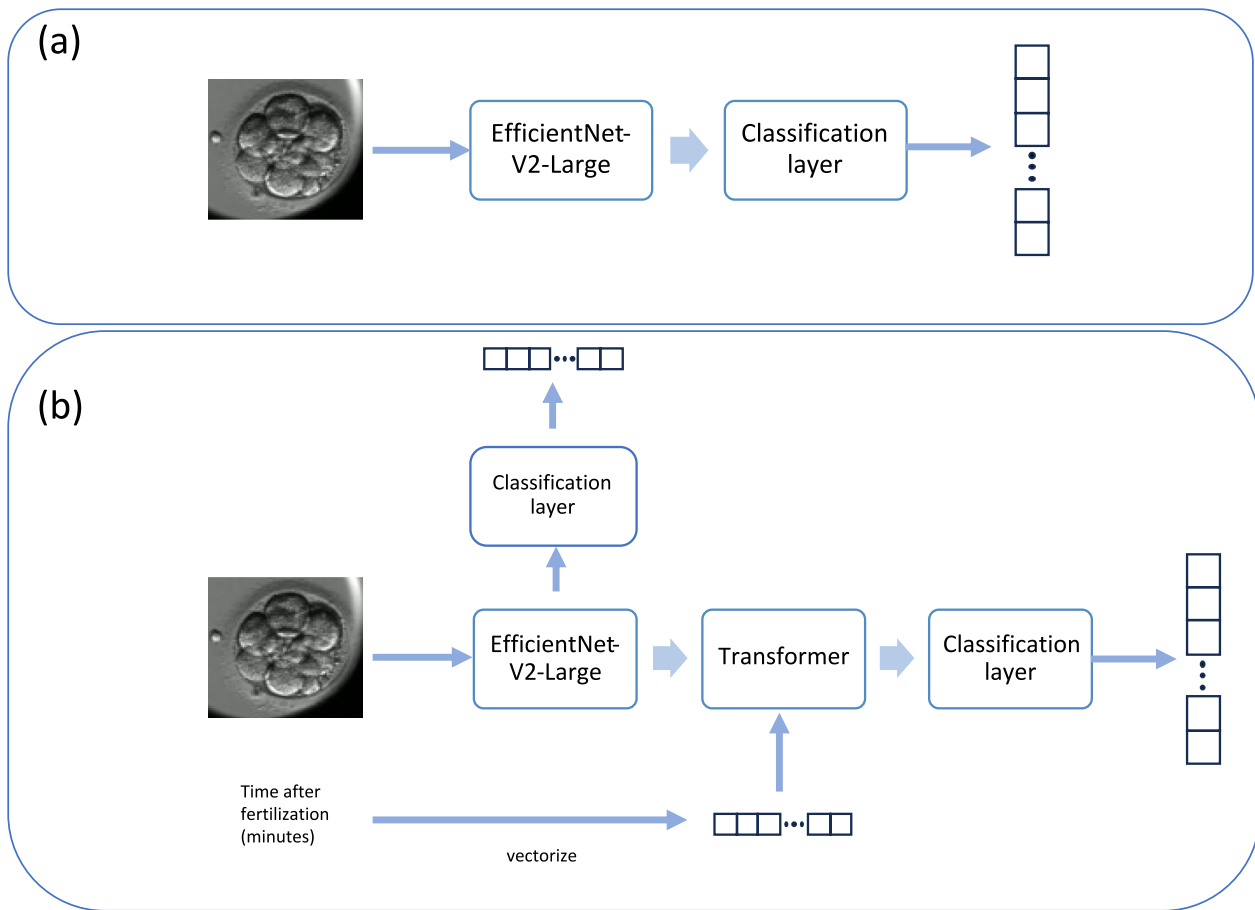 (a)
EfficientNet-
V2-Large
Classification
layer
(b)
Classification
layer
EfficientNet-
V2-Large
Transformer
Classification
layer
Time after
fertilization
(minutes)
vectorize